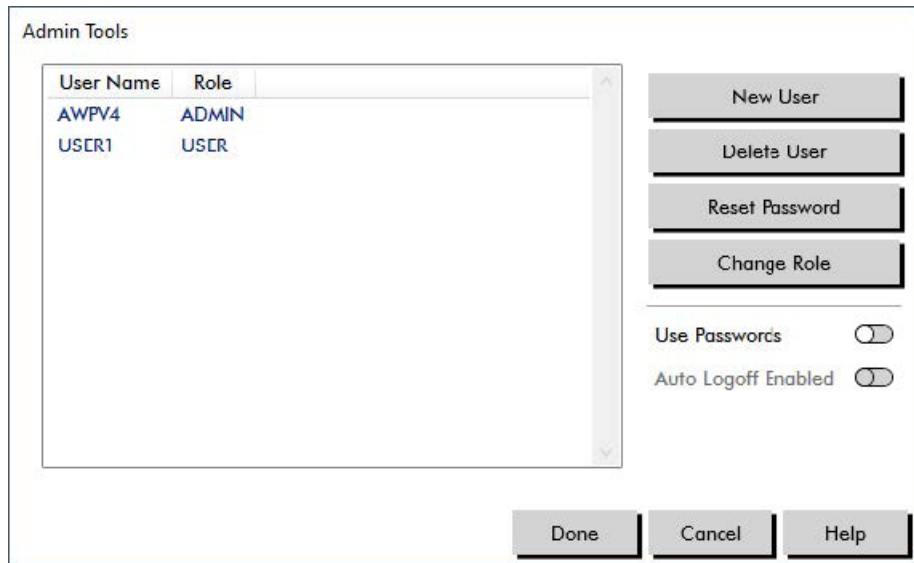 Admin Tools
User Name Role
AWPV4 ADMIN
USER1 USER
New User
Delete User
Reset Password
Change Role
Use Passwords
Auto Logoff Enabled
Done Cancel Help